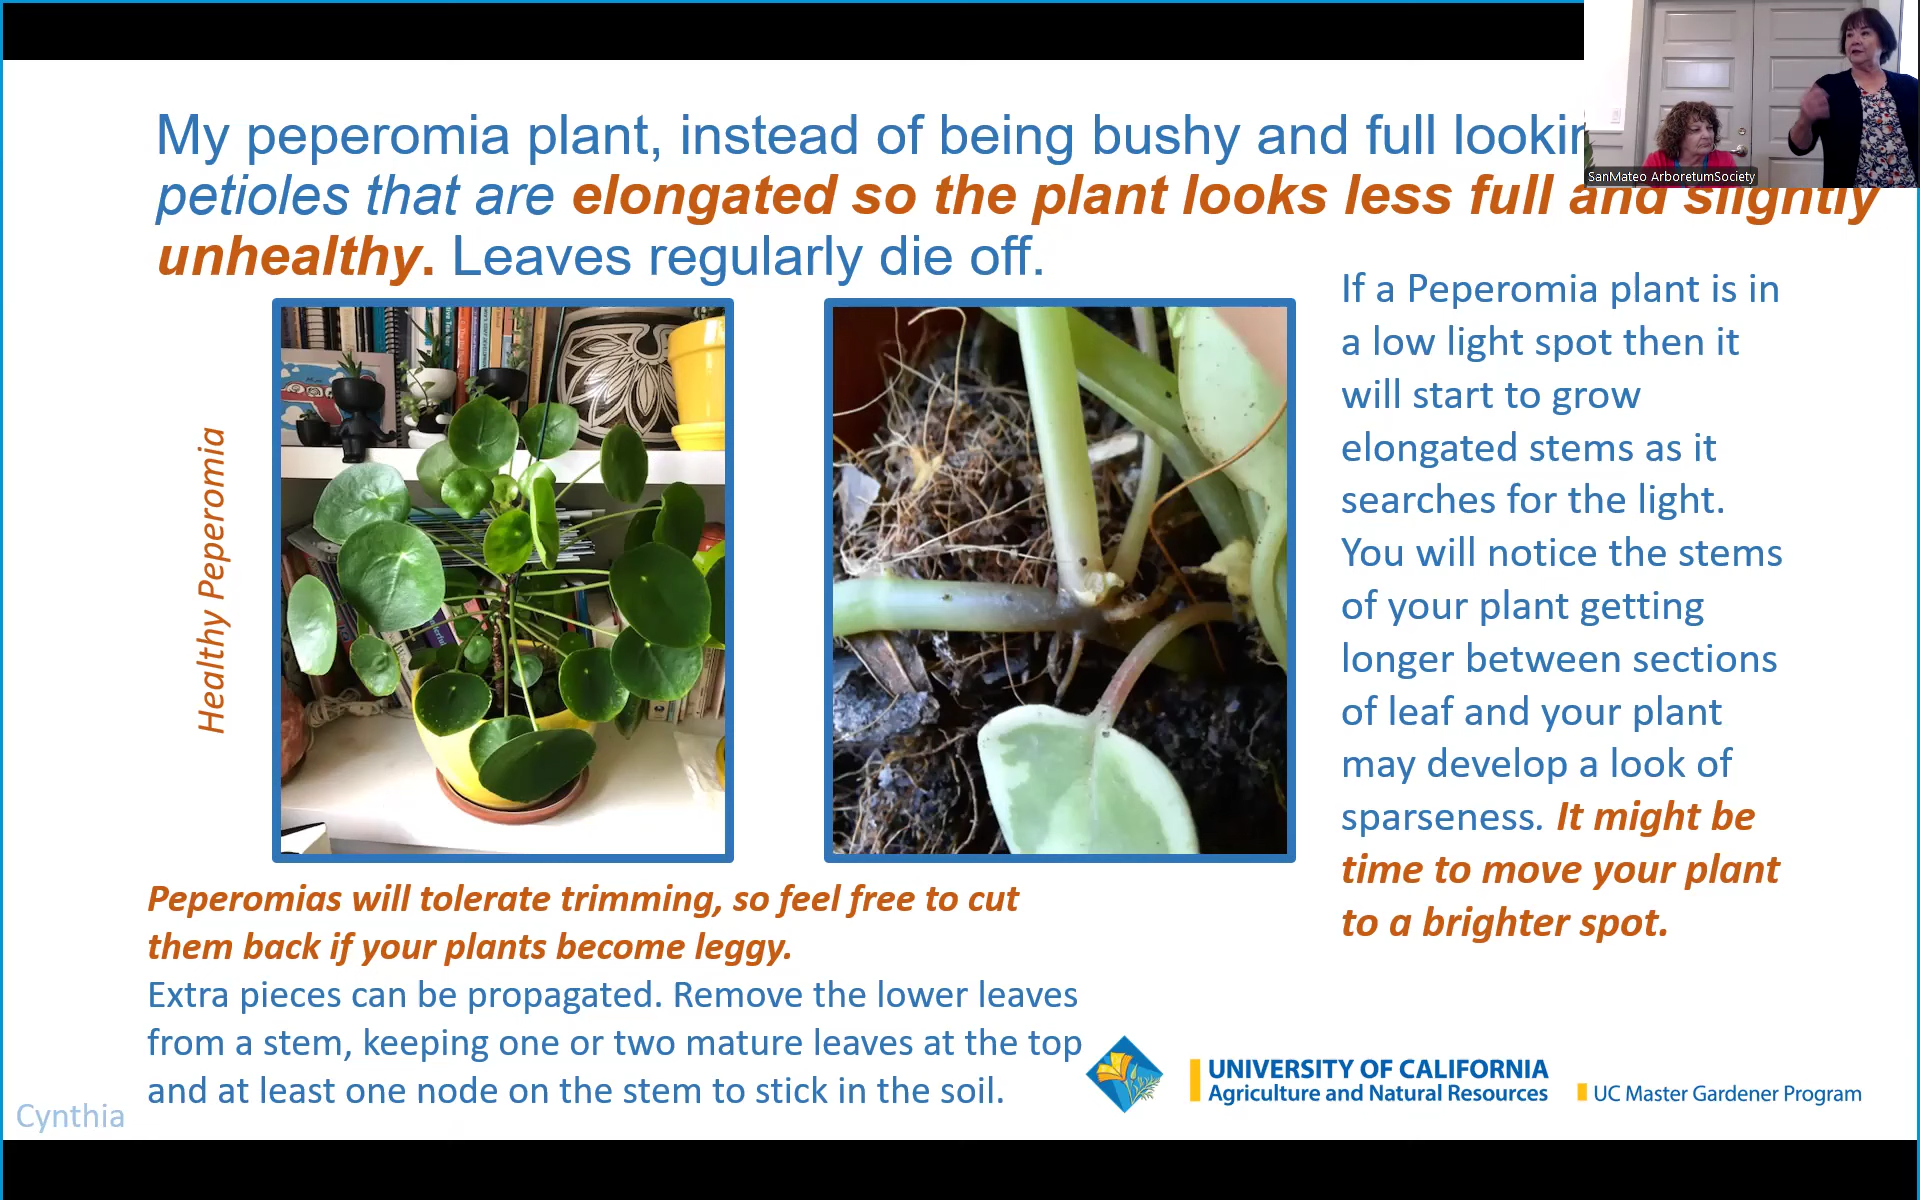 My peperomia plant, instead of being bushy and full
petioles that are elongated so the plant looks less full and slightly
unhealthy. Leaves regularly die off.
SanMateo ArboretumSociety
Healthy Peperomia
If a Peperomia plant is in
a low light spot then it
will start to grow
elongated stems as it
searches for the light.
You will notice the stems
of your plant getting
longer between sections
of leaf and your plant
may develop a look of
sparseness. It might be
time to move your plant
to a brighter spot.
Peperomias will tolerate trimming, so feel free to cut
them back if your plants become leggy.
Extra pieces can be propagated. Remove the lower leaves
from a stem, keeping one or two mature leaves at the top
and at least one node on the stem to stick in the soil.
Cynthia
UNIVERSITY OF CALIFORNIA
Agriculture and Natural Resources
UC Master Gardener Program